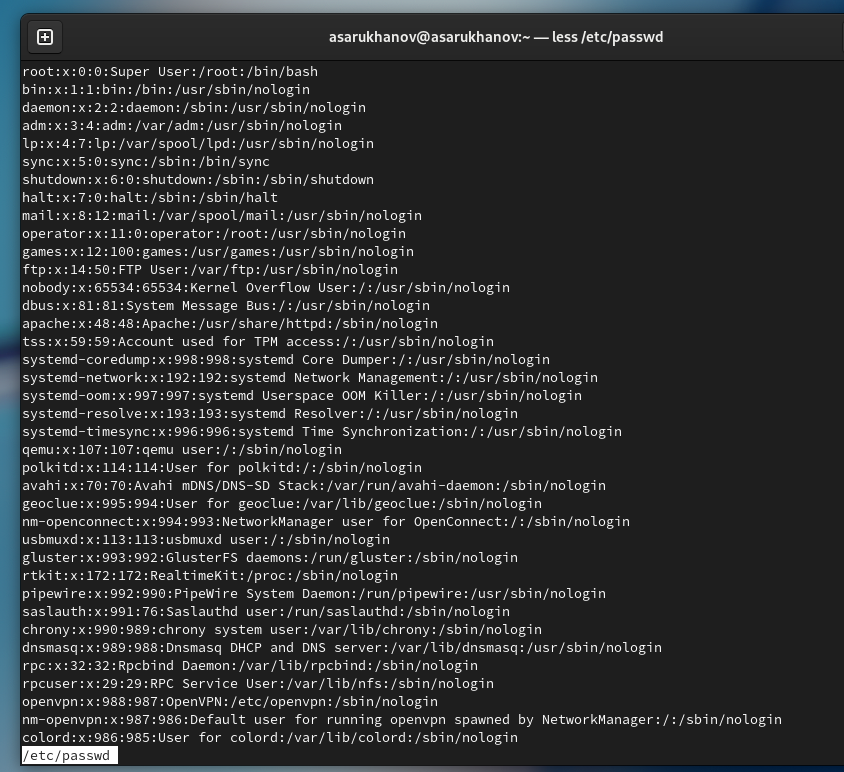 asarukhanov@asarukhanov:~ — less /etc/passwd
root:x:0:0:Super User:/root:/bin/bash
bin:x:1:1:bin:/bin:/usr/sbin/nologin
daemon:x:2:2:daemon:/sbin:/usr/sbin/nologin
adm:x:3:4:adm:/var/adm:/usr/sbin/nologin
lp:x:4:7:lp:/var/spool/lpd:/usr/sbin/nologin
sync:x:5:0:sync:/sbin:/bin/sync
shutdown:x:6:0:shutdown:/sbin:/sbin/shutdown
halt:x:7:0:halt:/sbin:/sbin/halt
mail:x:8:12:mail:/var/spool/mail:/usr/sbin/nologin
operator:x:11:0:operator:/root:/usr/sbin/nologin
games:x:12:100:games:/usr/games:/usr/sbin/nologin
ftp:x:14:50:FTP User:/var/ftp:/usr/sbin/nologin
nobody:x:65534:65534:Kernel Overflow User:/:/usr/sbin/nologin
dbus:x:81:81:System Message Bus:/:/usr/sbin/nologin
apache:x:48:48:Apache:/usr/share/httpd:/sbin/nologin
tss:x:59:59:Account used for TPM access:/:/usr/sbin/nologin
systemd-coredump:x:998:998:systemd Core Dumper:/:/usr/sbin/nologin
systemd-network:x:192:192:systemd Network Management:/:/usr/sbin/nologin
systemd-oom:x:997:997:systemd Userspace OOM Killer:/:/usr/sbin/nologin
systemd-resolve:x:193:193:systemd Resolver:/:/usr/sbin/nologin
systemd-timesync:x:996:996:systemd Time Synchronization:/:/usr/sbin/nologin
qemu:x:107:107:qemu user:/:/sbin/nologin
polkitd:x:114:114:User for polkitd:/:/sbin/nologin
avahi:x:70:70:Avahi mDNS/DNS-SD Stack:/var/run/avahi-daemon:/sbin/nologin
geoclue:x:995:994:User for geoclue:/var/lib/geoclue:/sbin/nologin
nm-openconnect:x:994:993:NetworkManager user for OpenConnect:/:/sbin/nologin
usbmuxd:x:113:113:usbmuxd user:/:/sbin/nologin
gluster:x:993:992:GlusterFS daemons:/run/gluster:/sbin/nologin
rtkit:x:172:172:RealtimeKit:/proc:/sbin/nologin
pipewire:x:992:990:PipeWire System Daemon:/run/pipewire:/usr/sbin/nologin
saslauth:x:991:76:Saslauthd user:/run/saslauthd:/sbin/nologin
chrony:x:990:989:chrony system user:/var/lib/chrony:/sbin/nologin
dnsmasq:x:989:988:Dnsmasq DHCP and DNS server:/var/lib/dnsmasq:/usr/sbin/nologin
rpc:x:32:32:Rpcbind Daemon:/var/lib/rpcbind:/sbin/nologin
rpcuser:x:29:29:RPC Service User:/var/lib/nfs:/sbin/nologin
openvpn:x:988:987:OpenVPN:/etc/openvpn:/sbin/nologin
nm-openvpn:x:987:986:Default user for running openvpn spawned by NetworkManager:/:/sbin/nologin
colord:x:986:985:User for colord:/var/lib/colord:/sbin/nologin
/etc/passwd